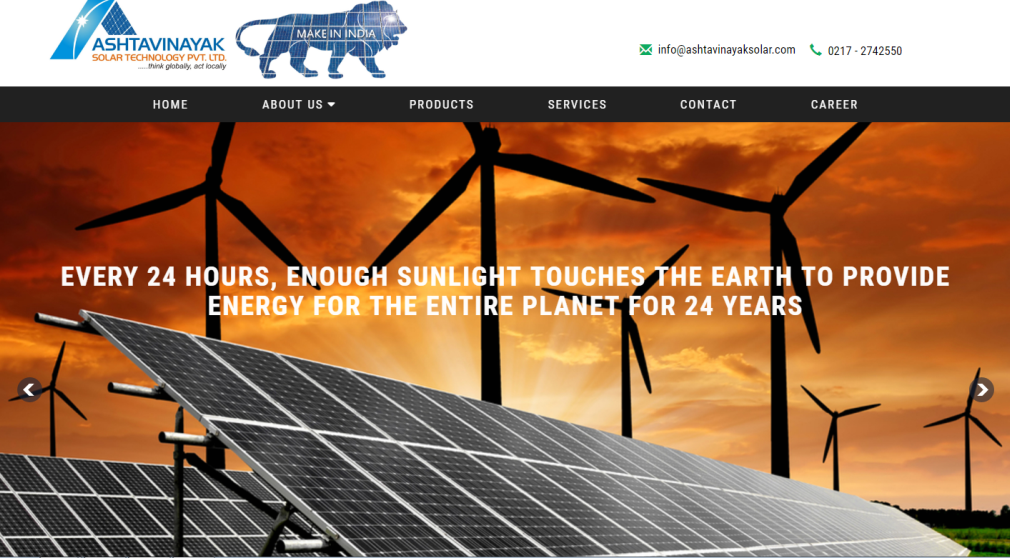 ASHTAVINAYAK
SOLAR TECHNOLOGY PVT. LTD.
.....think globally, act locally
MAKE IN INDIA
info@ashtavinayaksolar.com 0217 - 2742550
HOME ABOUT US PRODUCTS SERVICES CONTACT CAREER
EVERY 24 HOURS, ENOUGH SUNLIGHT TOUCHES THE EARTH TO PROVIDE
ENERGY FOR THE ENTIRE PLANET FOR 24 YEARS